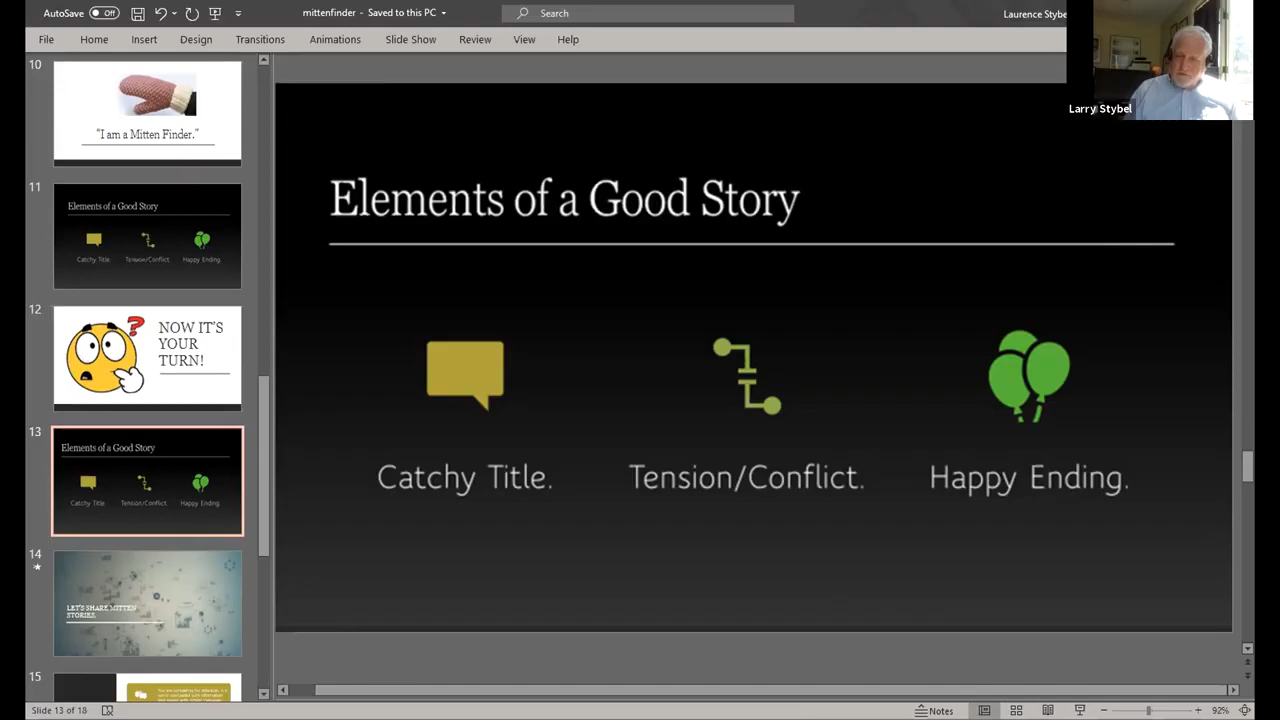 AutoSave Off
mittenfinder - Saved to this PC
Search
Laurence Stybe
File Home Insert Design Transitions Animations Slide Show Review View Help
Larry Stybel
10
"I am a Mitten Finder."
11
Elements of a Good Story
Catchy Title.
Tension/Conflict.
Happy Ending.
12
NOW IT'S
YOUR
TURN!
13
Elements of a Good Story
Catchy Title.
Tension/Conflict.
Happy Ending.
14
LET'S SHARE MITTEN
STORIES.
15
Elements of a Good Story
Catchy Title.
Tension/Conflict.
Happy Ending.
Slide 13 of 18
Notes
92%